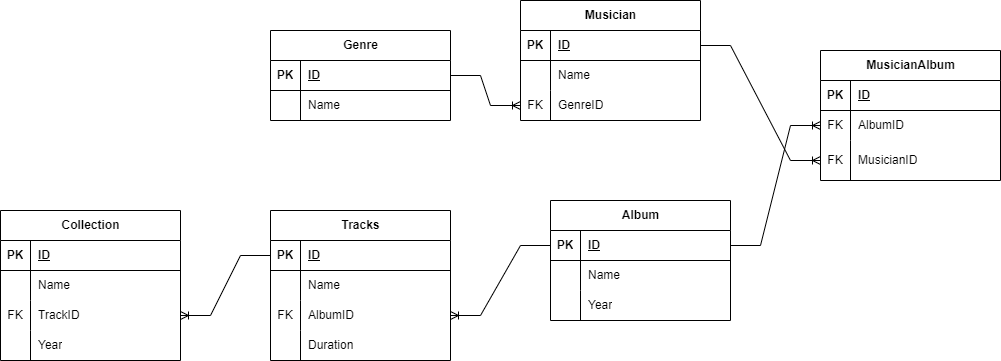 Genre
PK ID
Name
Musician
PK ID
Name
FK GenreID
MusicianAlbum
PK ID
FK AlbumID
FK MusicianID
Collection
PK ID
Name
FK TrackID
Year
Tracks
PK ID
Name
FK AlbumID
Duration
Album
PK ID
Name
Year